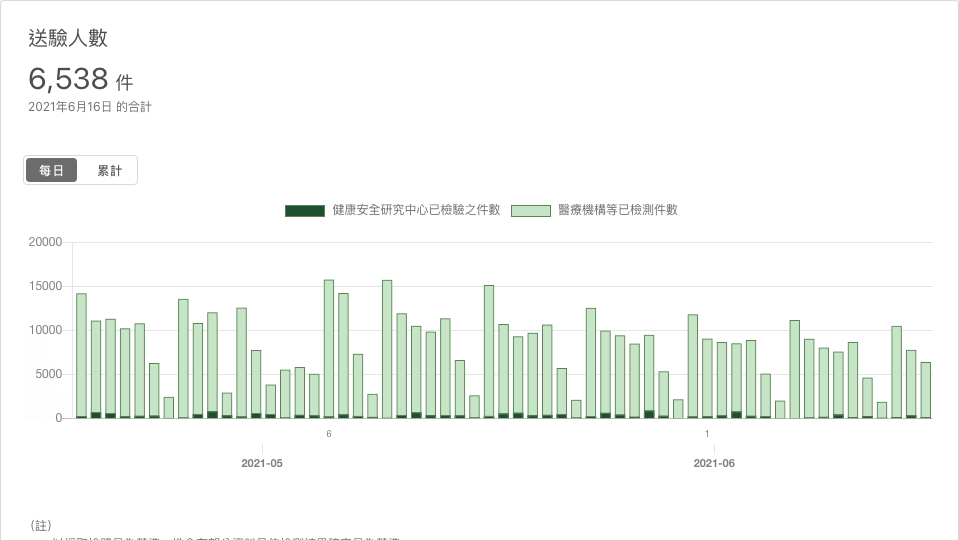 送驗人數
6,538 件
2021年6月16日 的合計
每日 累計
健康安全研究中心已檢驗之件數 醫療機構等已檢測件數
20000
15000
10000
5000
0
6 1
2021-05 2021-06
（註）